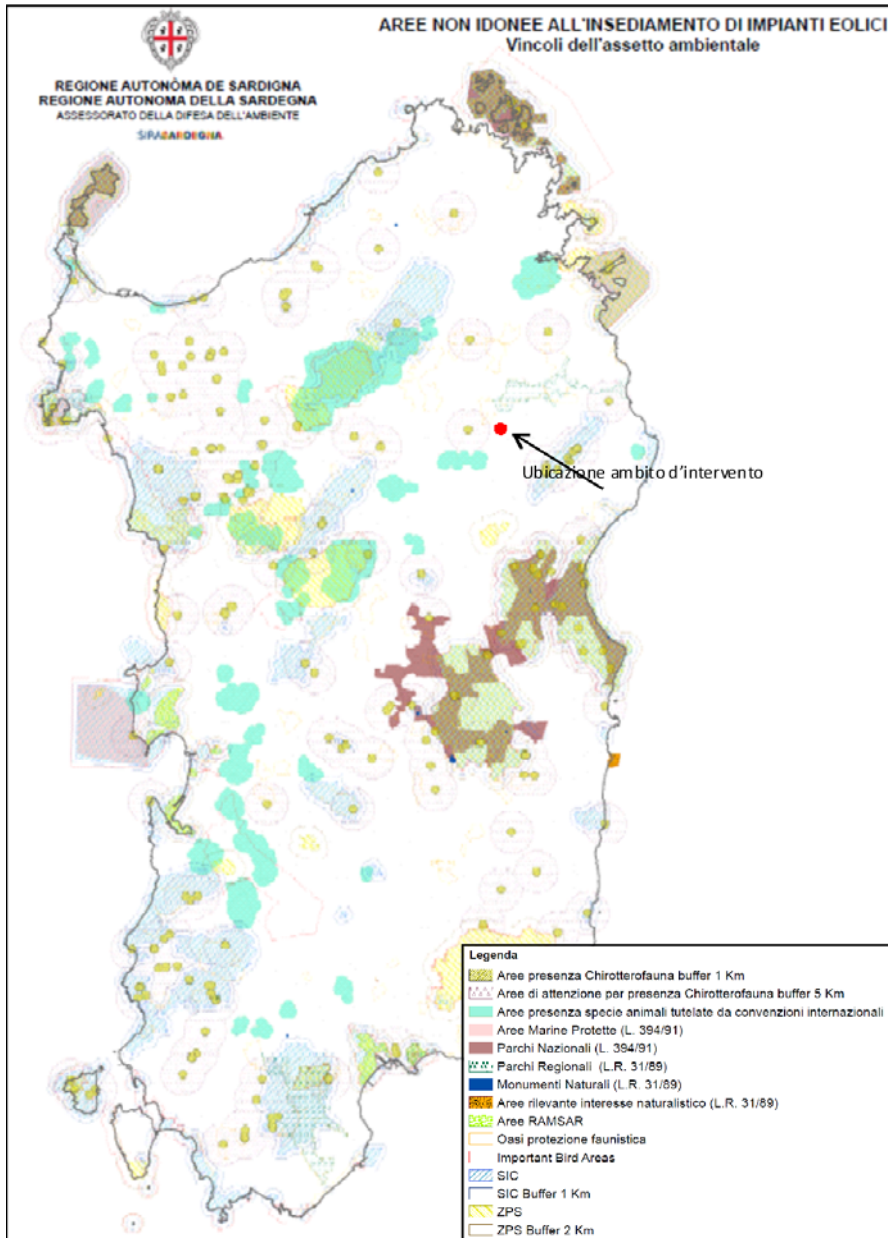 AREE NON IDONEE ALL'INSEDIAMENTO DI IMPIANTI EOLICI
Vincoli dell'assetto ambientale
REGIONE AUTONÒMA DE SARDIGNA
REGIONE AUTONOMA DELLA SARDEGNA
ASSESSORATO DELLA DIFESA DELL'AMBIENTE
SIRASARDEGNA
Ubicazione ambito d'intervento
Legenda
Aree presenza Chirotterofauna buffer 1 Km
Aree di attenzione per presenza Chirotterofauna buffer 5 Km
Aree presenza specie animali tutelate da convenzioni internazionali
Aree Marine Protette (L. 394/91)
Parchi Nazionali (L. 394/91)
Parchi Regionali (L.R. 31/89)
Monumenti Naturali (L.R. 31/89)
Aree rilevante interesse naturalistico (L.R. 31/89)
Aree RAMSAR
Oasi protezione faunistica
Important Bird Areas
SIC
SIC Buffer 1 Km
ZPS
ZPS Buffer 2 Km